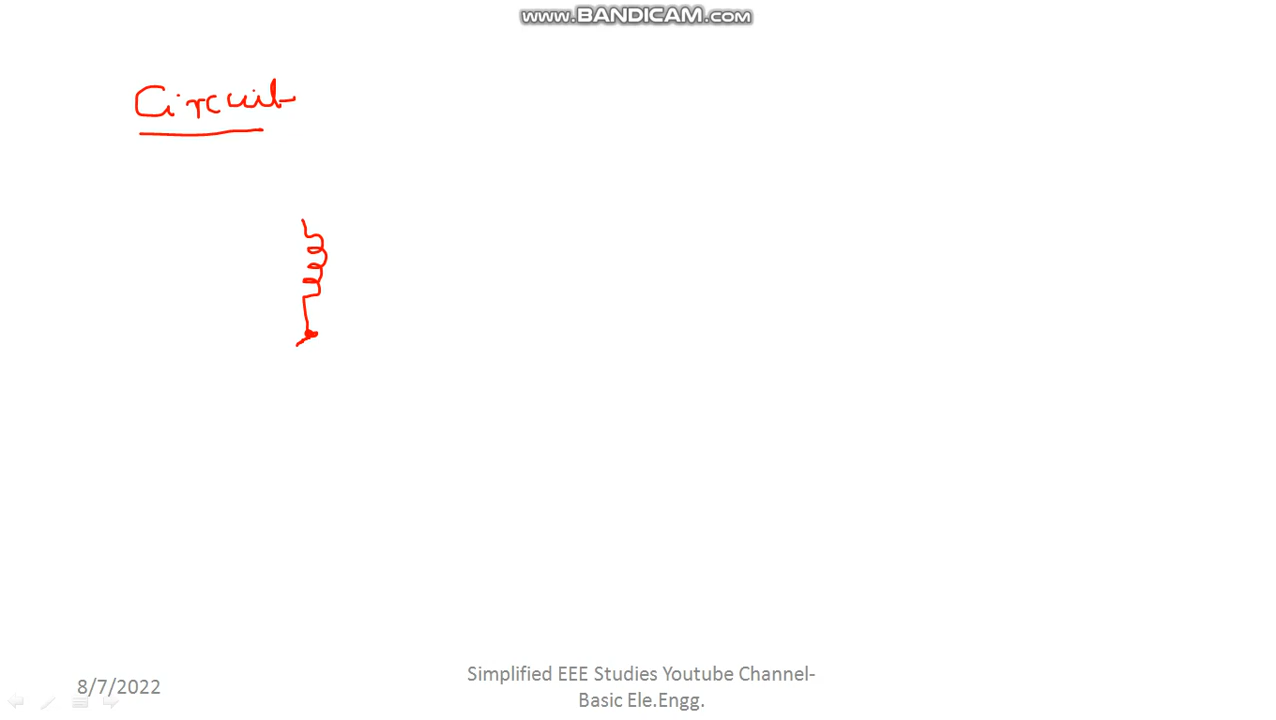 www.BANDICAM.com
Circuit
8/7/2022
Simplified EEE Studies Youtube Channel-
Basic Ele.Engg.